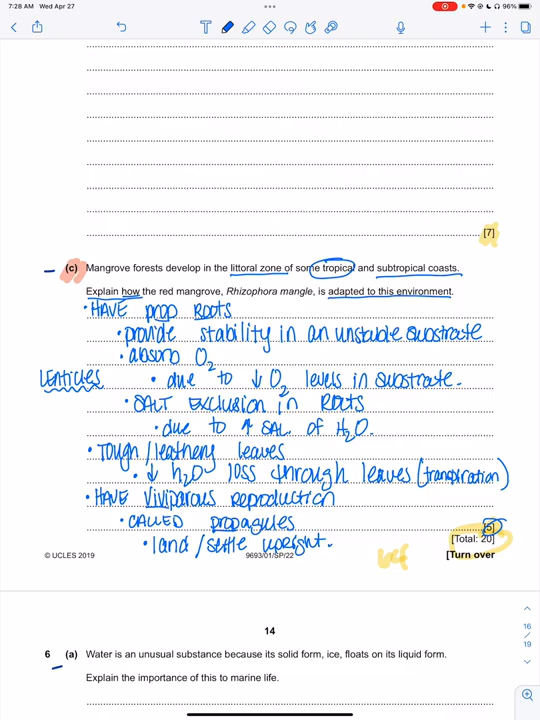 7:28 AM Wed Apr 27
96%
[7]
(c) Mangrove forests develop in the littoral zone of some tropical and subtropical coasts.
Explain how the red mangrove, Rhizophora mangle, is adapted to this environment.
• HAVE prop ROOTS
• provide stability in an unstable substrate
• absorb O2
LENTICLES • due to ↓ O2 levels in substrate.
• SALT EXCLUSION in ROOTS
• due to ↑ SAL. of H2O.
• Tough/leathery leaves
• ↓ H2O loss through leaves (transpiration)
• HAVE Viviparous Reproduction
• CALLED propagules
[5]
• land/settle upright.
[Total: 20]
© UCLES 2019 9693/01/SP/22 [Turn over
14
16
/
19
6 (a) Water is an unusual substance because its solid form, ice, floats on its liquid form.
Explain the importance of this to marine life.